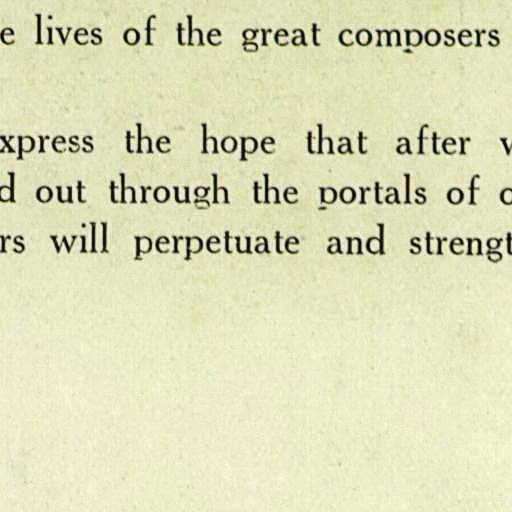 e lives of the great composers
xpress the hope that after v
d out through the portals of o
rs will perpetuate and strengt